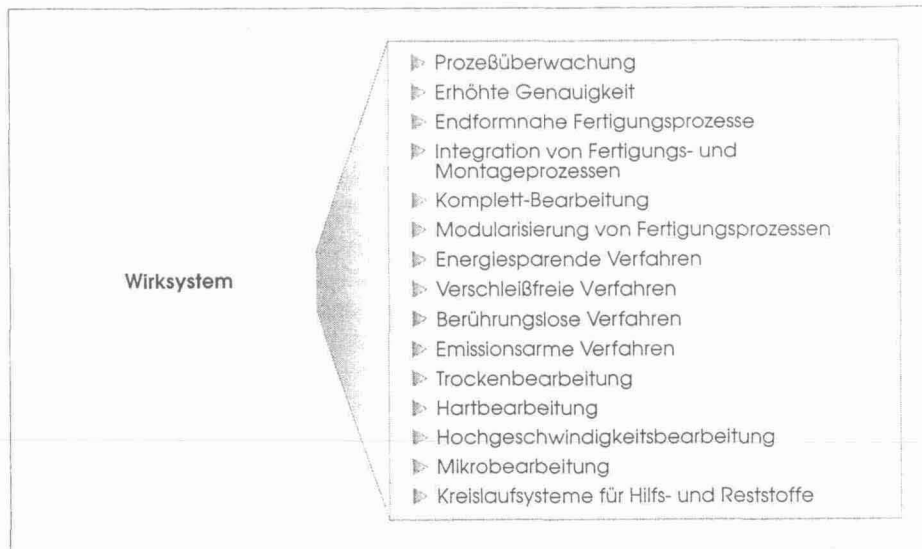 Prozeßüberwachung
Erhöhte Genauigkeit
Endformnahe Fertigungsprozesse
Integration von Fertigungs- und
Montageprozessen
Komplett-Bearbeitung
Modularisierung von Fertigungsprozessen
Energiesparende Verfahren
Wirksystem
Verschleißfreie Verfahren
Berührungslose Verfahren
Emissionsarme Verfahren
Trockenbearbeitung
Hartbearbeitung
Hochgeschwindigkeitsbearbeitung
Mikrobearbeitung
Kreislaufsysteme für Hilfs- und Reststoffe